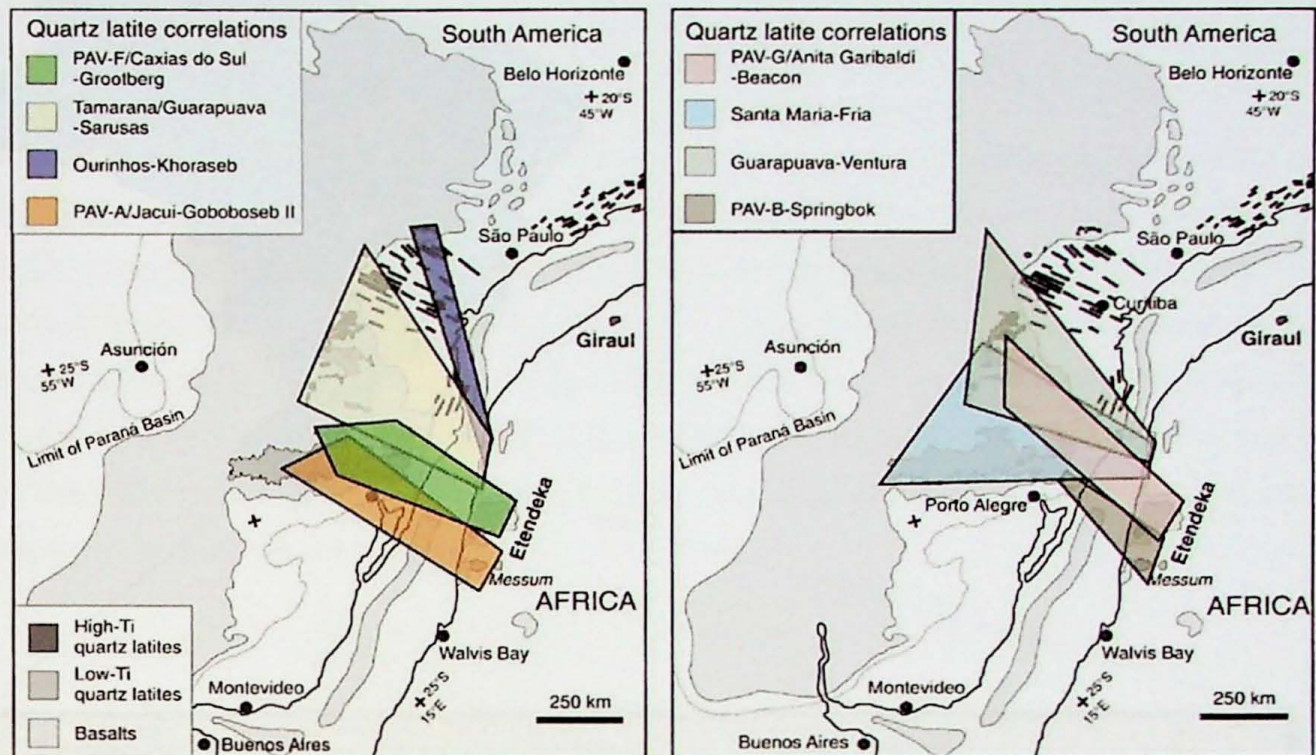 Quartz latite correlations
PAV-F/Caxias do Sul
-Grootberg
Tamarana/Guarapuava
-Sarusas
Ourinhos-Khoraseb
PAV-A/Jacui-Goboboseb II
South America
Belo Horizonte
20°S
45°W
São Paulo
Asunción
25°S
55°W
Giraul
Limit of Paraná Basin
Etendeka
Messum
AFRICA
High-Ti
quartz latites
Low-Ti
quartz latites
Basalts
Walvis Bay
Montevideo
25°S
15°E
250 km
Buenos Aires
Quartz latite correlations
PAV-G/Anita Garibaldi
-Beacon
Santa Maria-Fria
Guarapuava-Ventura
PAV-B-Springbok
South America
Belo Horizonte
20°S
45°W
São Paulo
Curitiba
Asunción
25°S
55°W
Giraul
Limit of Paraná Basin
Porto Alegre
Etendeka
Messum
AFRICA
Walvis Bay
Montevideo
25°S
15°E
250 km
Buenos Aires